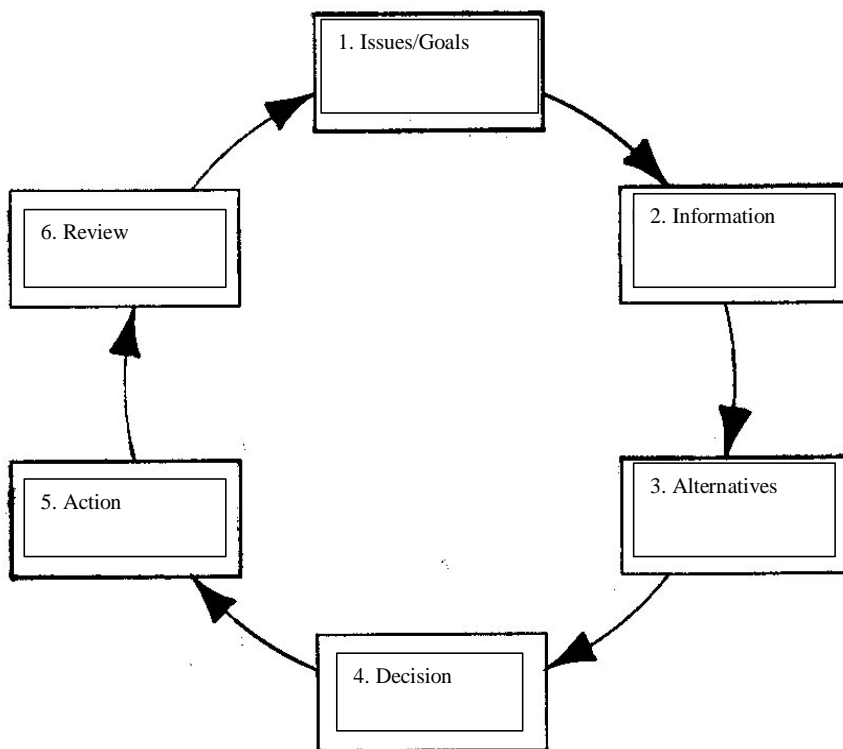 1. Issues/Goals
2. Information
3. Alternatives
4. Decision
5. Action
6. Review